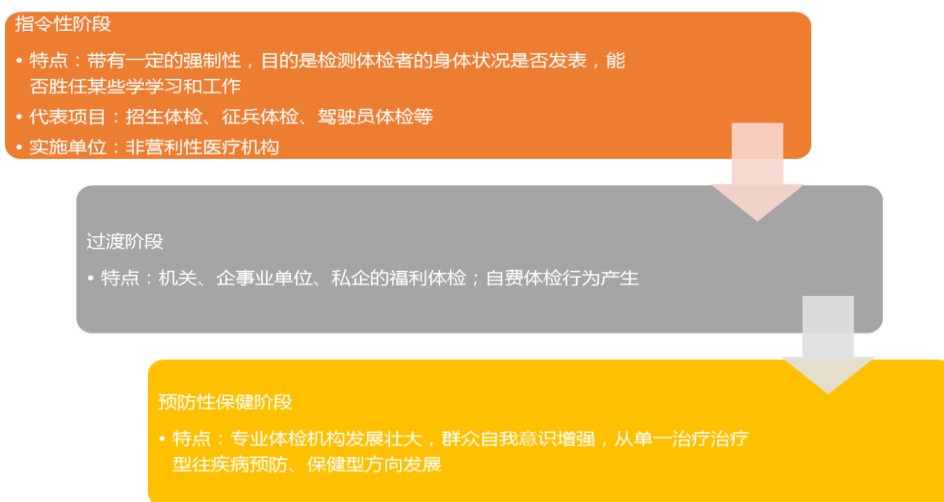 指令性阶段
• 特点：带有一定的强制性，目的是检测体检者的身体状况是否发表，能
否胜任某些学学习和工作
• 代表项目：招生体检、征兵体检、驾驶员体检等
• 实施单位：非营利性医疗机构
过渡阶段
• 特点：机关、企事业单位、私企的福利体检；自费体检行为产生
预防性保健阶段
• 特点：专业体检机构发展壮大，群众自我意识增强，从单一治疗治疗
型往疾病预防、保健型方向发展